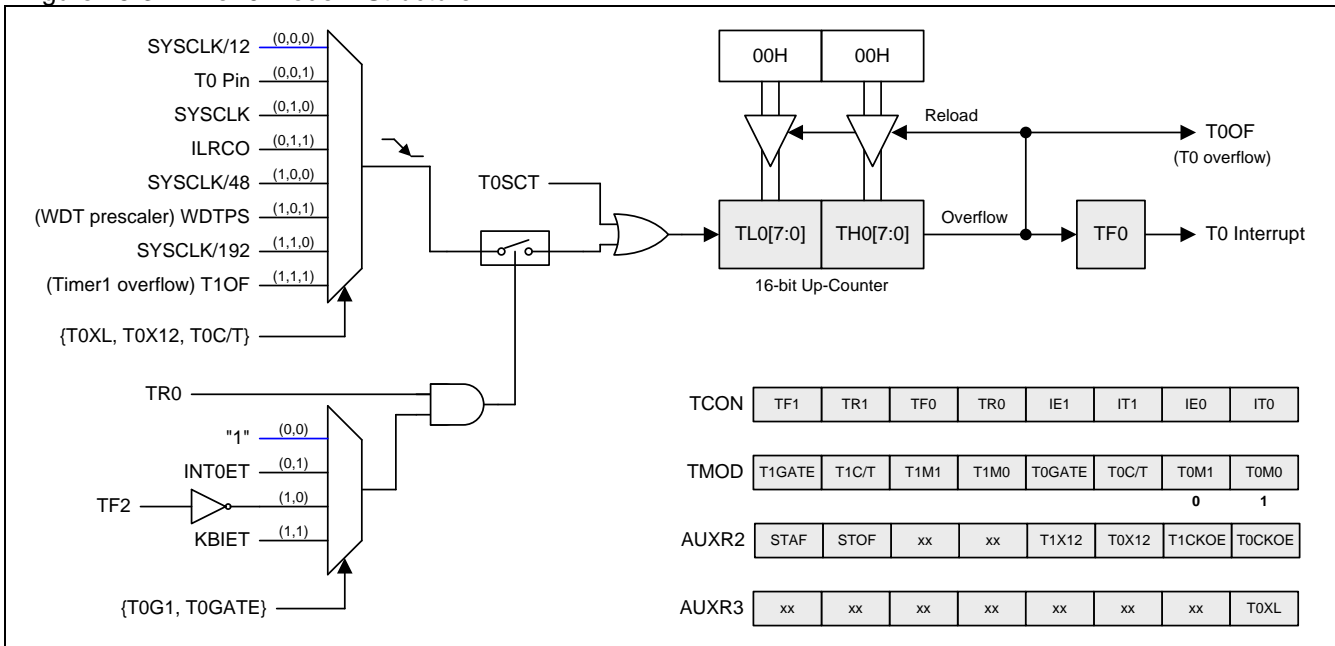 SYSCLK/12 (0,0,0)
T0 Pin (0,0,1)
SYSCLK (0,1,0)
ILRCO (0,1,1)
SYSCLK/48 (1,0,0)
(WDT prescaler) WDTPS (1,0,1)
SYSCLK/192 (1,1,0)
(Timer1 overflow) T1OF (1,1,1)
{T0XL, T0X12, T0C/T}
TR0
"1" (0,0)
INT0ET (0,1)
TF2 (1,0)
KBIET (1,1)
{T0G1, T0GATE}
T0SCT
00H 00H
Reload
T0OF
(T0 overflow)
TL0[7:0] TH0[7:0]
Overflow
TF0
T0 Interrupt
16-bit Up-Counter
TCON TF1 TR1 TF0 TR0 IE1 IT1 IE0 IT0
TMOD T1GATE T1C/T T1M1 T1M0 T0GATE T0C/T T0M1 T0M0
0 1
AUXR2 STAF STOF xx xx T1X12 T0X12 T1CKOE T0CKOE
AUXR3 xx xx xx xx xx xx xx T0XL